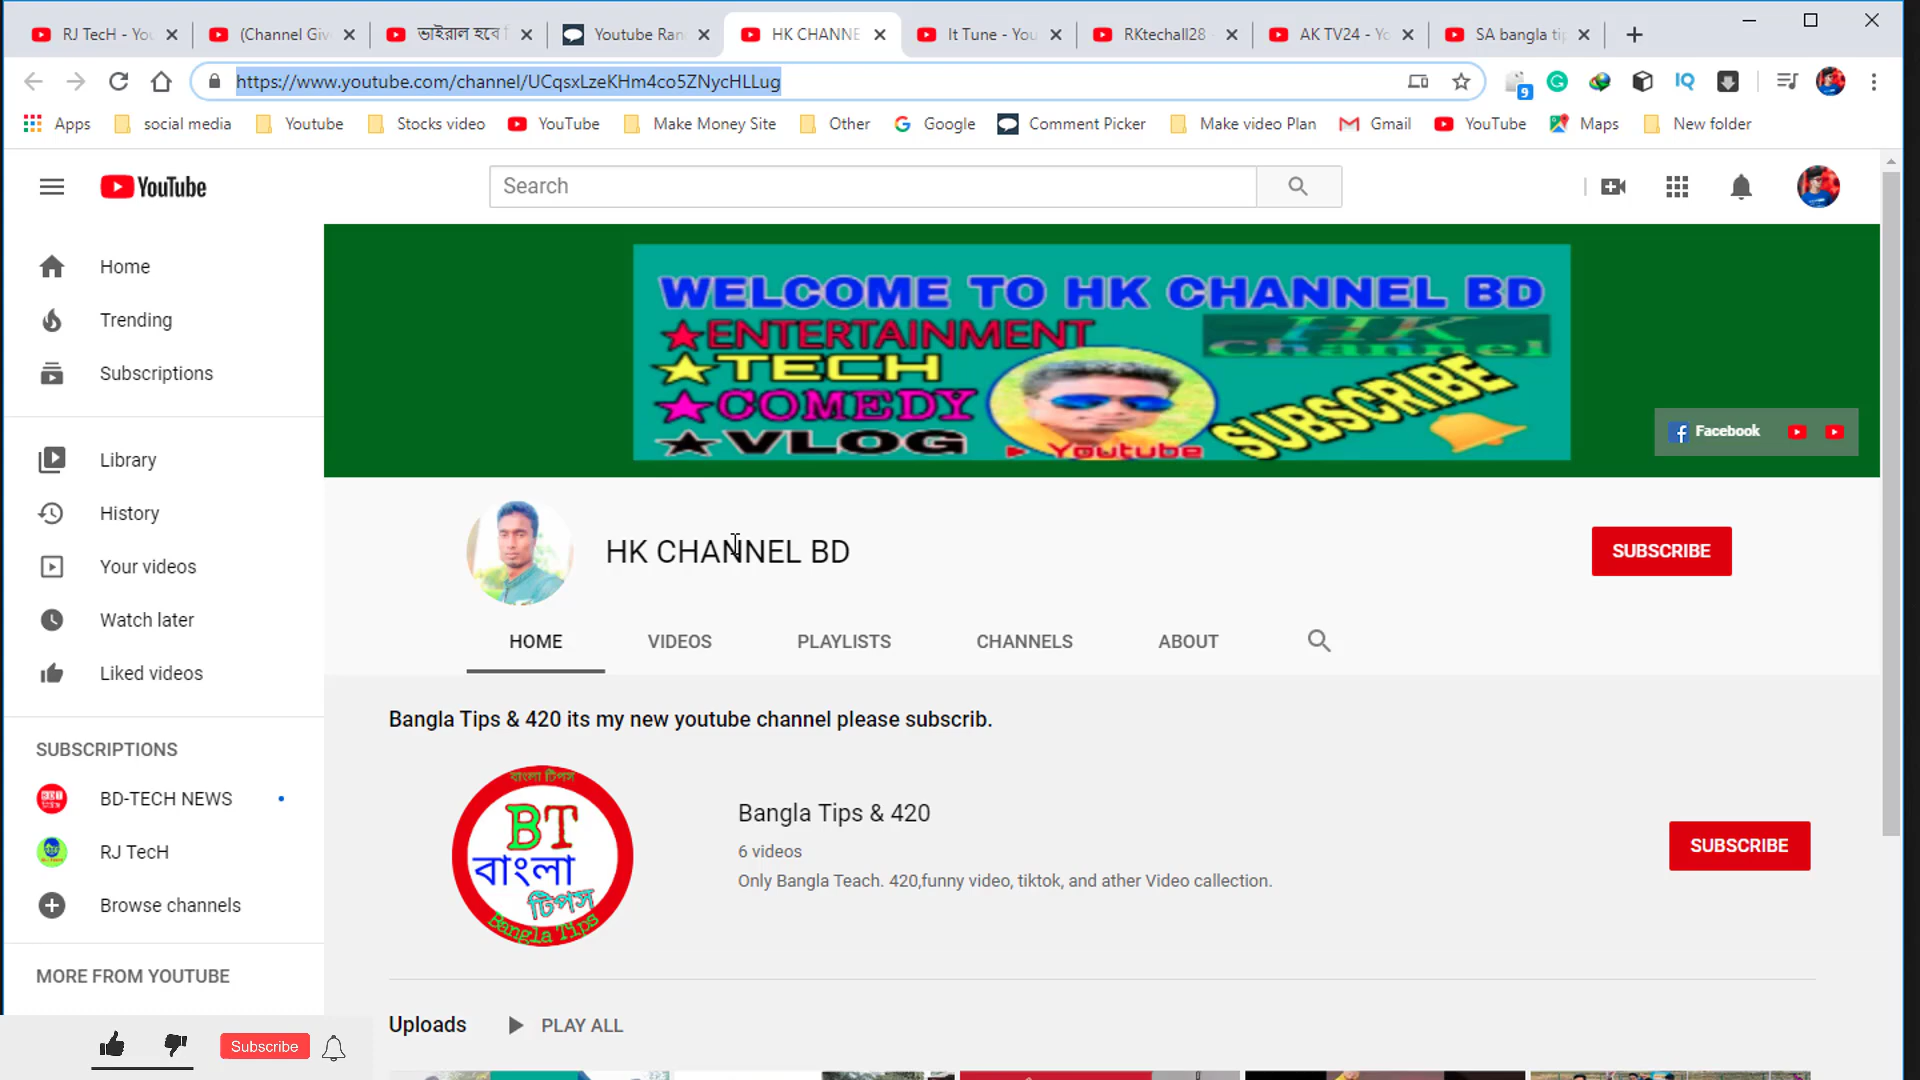 RJ TecH - You
(Channel Giv
ভাইরাল হবে
Youtube Ran
HK CHANNE
It Tune - You
RKtechall28
AK TV24 - Yo
SA bangla tip
https://www.youtube.com/channel/UCqsxLzeKHm4co5ZNycHLLug
9
IQ
Apps
social media
Youtube
Stocks video
YouTube
Make Money Site
Other
Google
Comment Picker
Make video Plan
Gmail
YouTube
Maps
New folder
YouTube
Search
Home
Trending
Subscriptions
Library
History
Your videos
Watch later
Liked videos
SUBSCRIPTIONS
BD-TECH NEWS
RJ TecH
Browse channels
MORE FROM YOUTUBE
WELCOME TO HK CHANNEL BD
ENTERTAINMENT
TECH
COMEDY
VLOG
HK
Channel
SUBSCRIBE
Youtube
Facebook
HK CHANNEL BD
SUBSCRIBE
HOME
VIDEOS
PLAYLISTS
CHANNELS
ABOUT
Bangla Tips & 420 its my new youtube channel please subscrib.
বাংলা টিপস
BT
বাংলা
টিপস
Bangla Tips
Bangla Tips & 420
6 videos
Only Bangla Teach. 420,funny video, tiktok, and ather Video callection.
SUBSCRIBE
Uploads
PLAY ALL
Subscribe